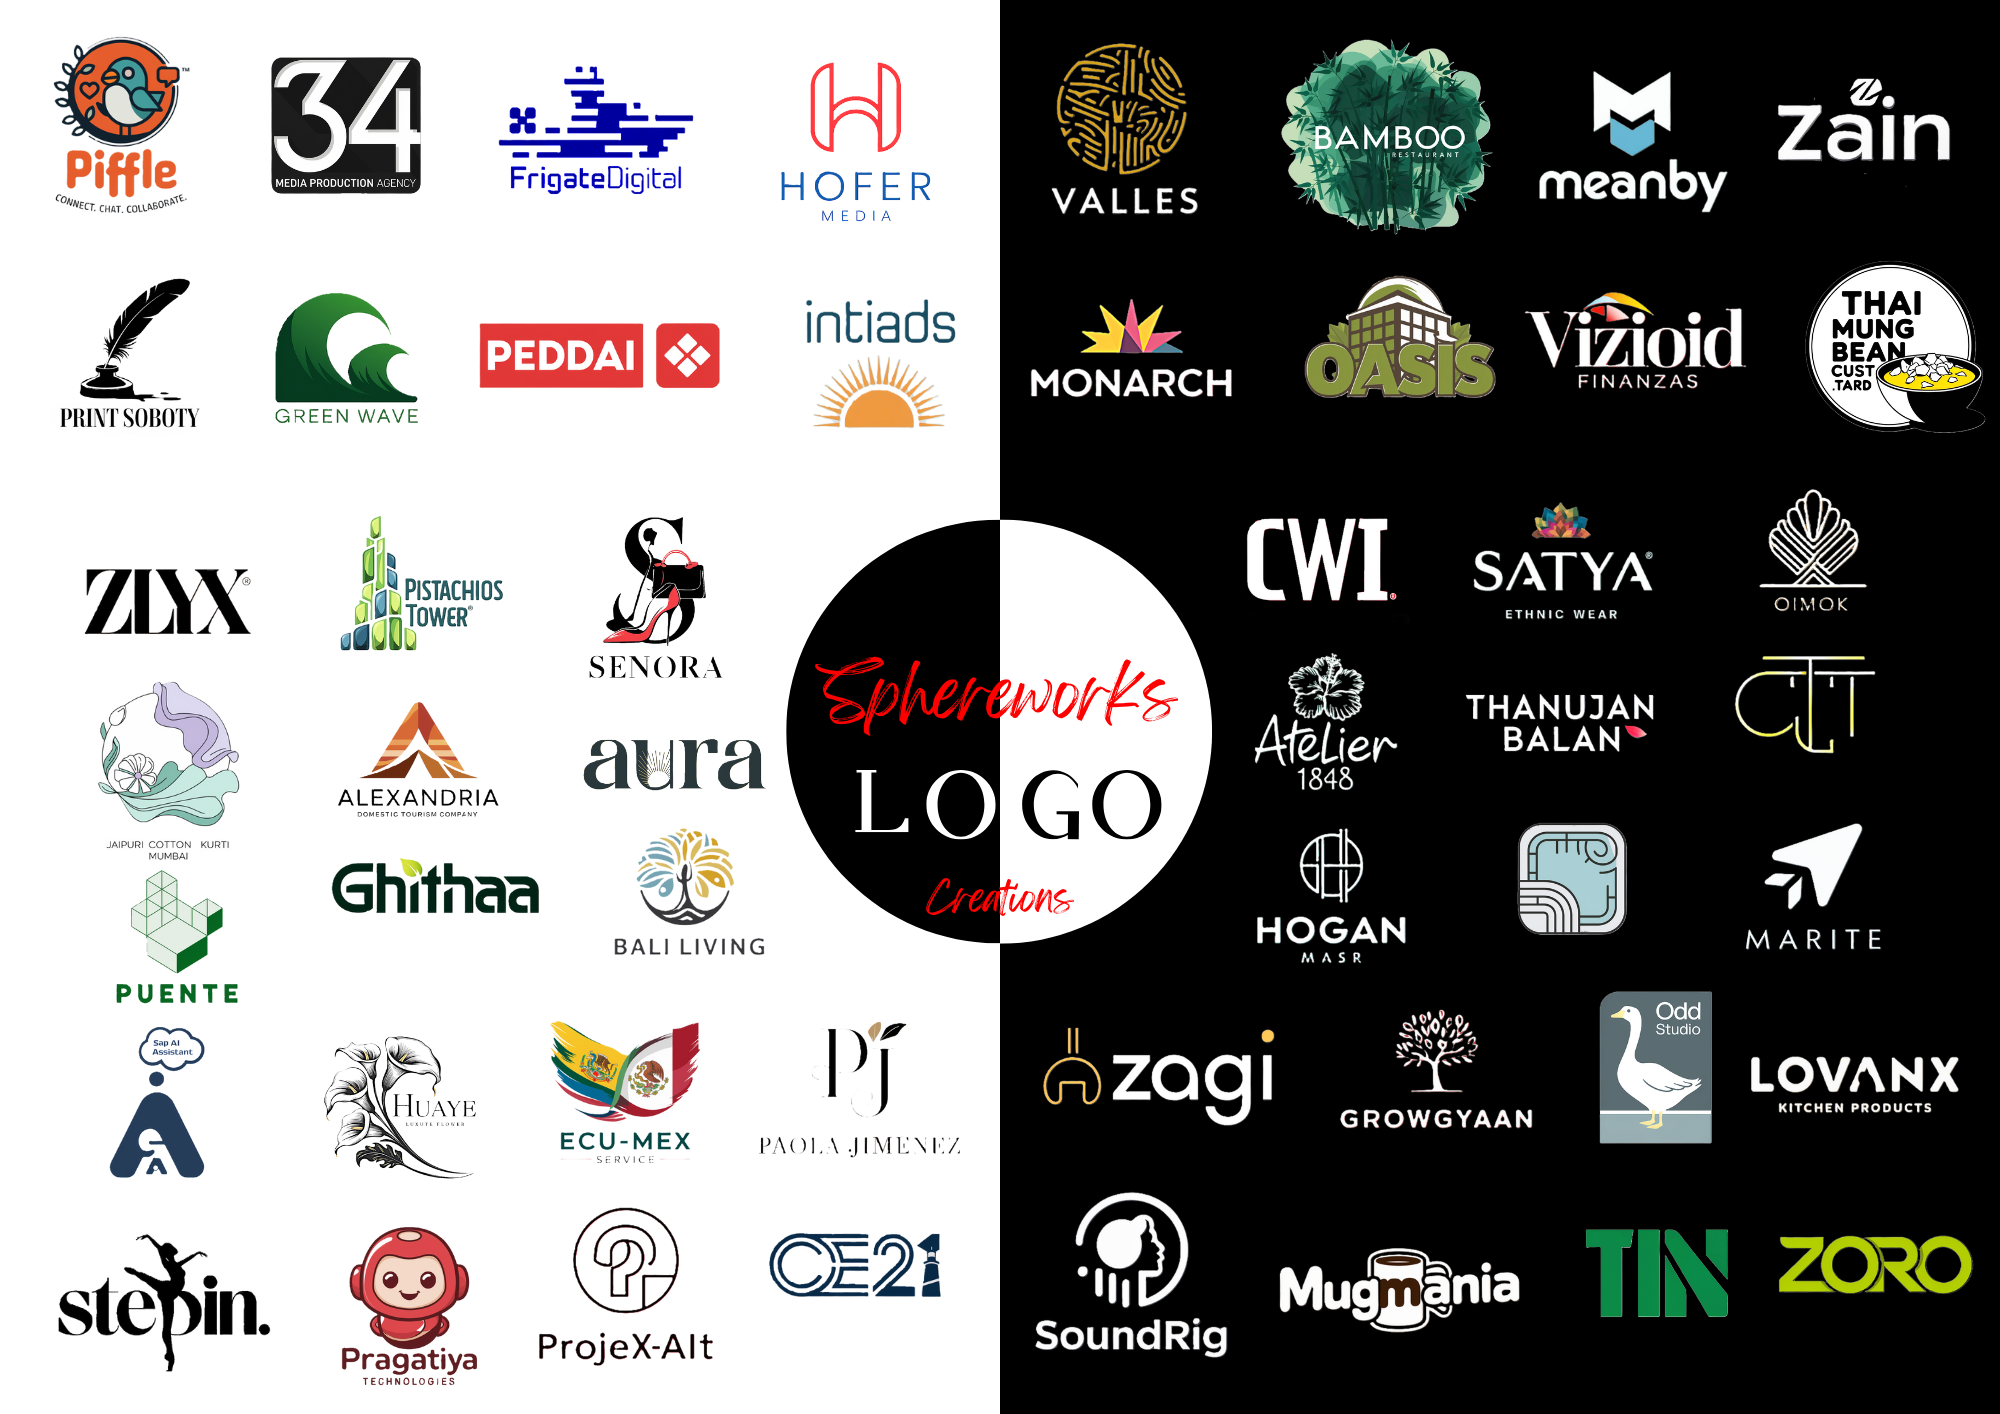 Piffle
™
CONNECT. CHAT. COLLABORATE.
34
MEDIA PRODUCTION AGENCY
FrigateDigital
HOFER
MEDIA
VALLES
BAMBOO
RESTAURANT
meanby
Zain
PRINT SOBOTY
GREEN WAVE
PEDDAI
intiads
MONARCH
OASIS
Vizioid
FINANZAS
THAI
MUNG
BEAN
CUST
.TARD
ZLYX®
PISTACHIOS
TOWER®
S
SENORA
CWI®
SATYA®
ETHNIC WEAR
OIMOK
JAIPURI COTTON KURTI
MUMBAI
ALEXANDRIA
DOMESTIC TOURISM COMPANY
aura
Sphereworks
LOGO
Creations
Atelier
1848
THANUJAN
BALAN
PUENTE
Ghithaa
BALI LIVING
HOGAN
MASR
MARITE
Sap AI
Assistant
HUAYE
LUXUTE FLOWER
ECU-MEX
SERVICE
PJ
PAOLA JIMENEZ
zagi
GROWGYAAN
Odd
Studio
LOVANX
KITCHEN PRODUCTS
stepin.
Pragatiya
TECHNOLOGIES
ProjeX-AIt
CE21
SoundRig
Mugmania
TIN
ZORO